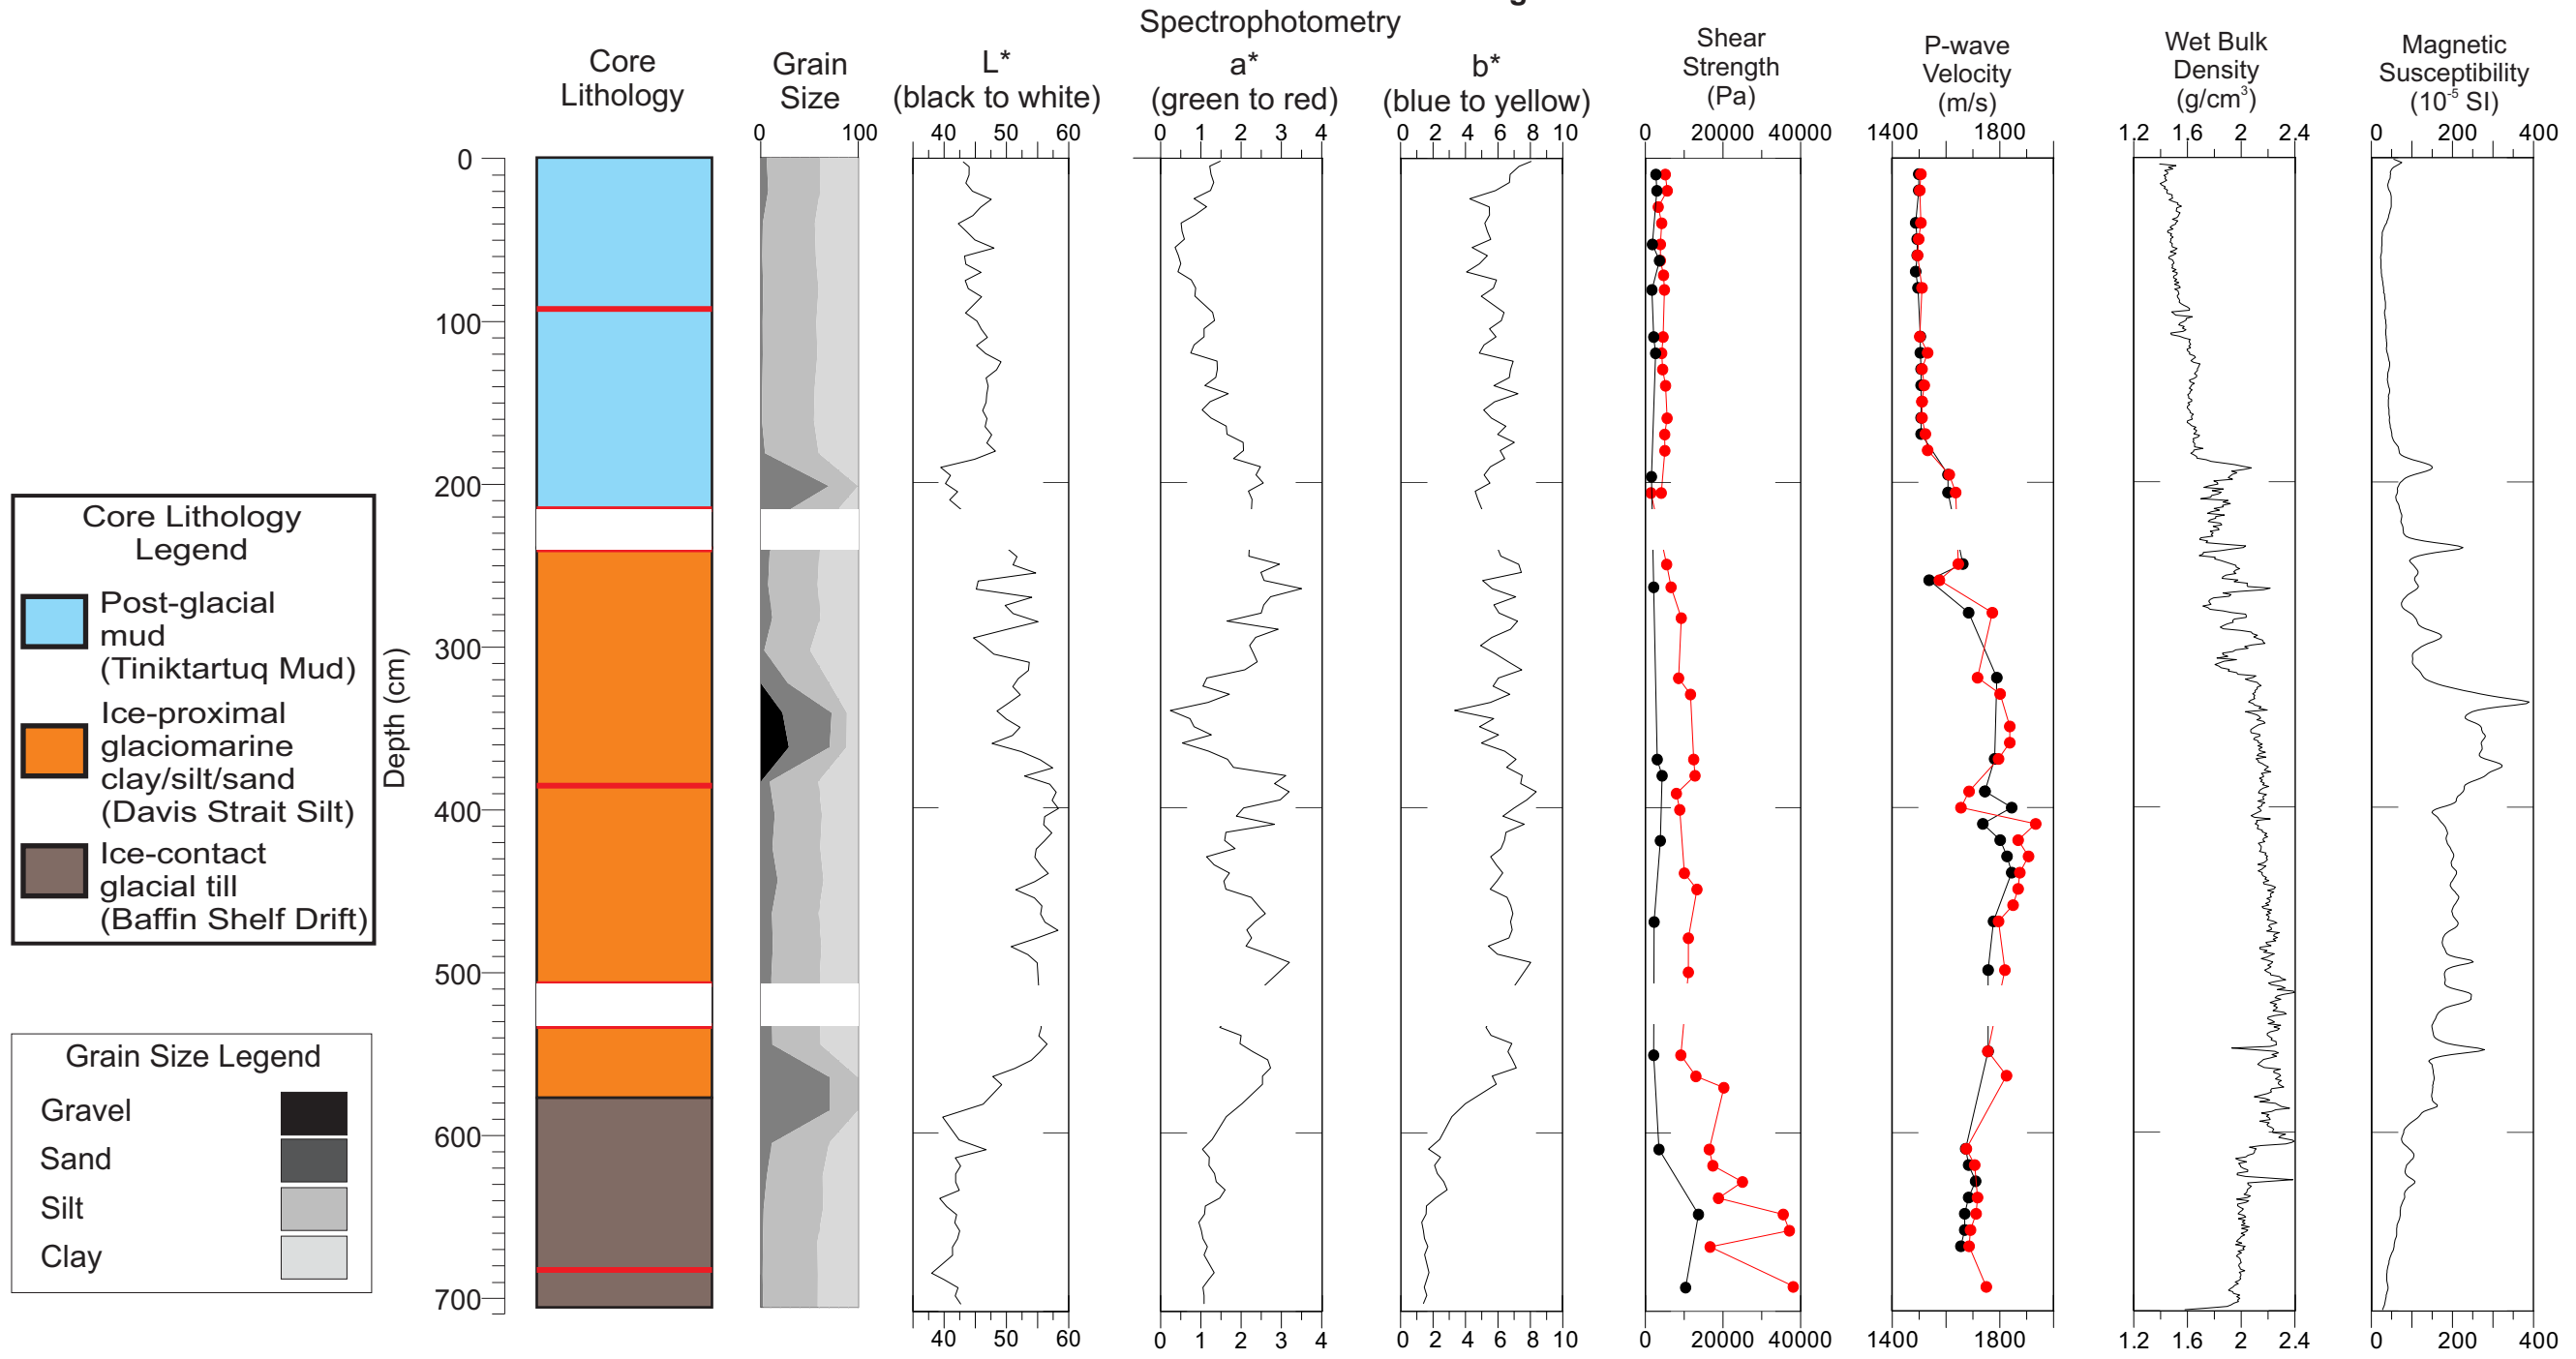 Spectrophotometry
Core
Lithology
Grain
Size
L*
(black to white)
a*
(green to red)
b*
(blue to yellow)
Shear
Strength
(Pa)
P-wave
Velocity
(m/s)
Wet Bulk
Density
(g/cm³)
Magnetic
Susceptibility
(10⁻⁵ SI)
0 100
40 50 60
0 1 2 3 4
0 2 4 6 8 10
0 20000 40000
1400 1800
1.2 1.6 2 2.4
0 200 400
Depth (cm)
0
100
200
300
400
500
600
700
Core Lithology
Legend
Post-glacial
mud
(Tiniktartuq Mud)
Ice-proximal
glaciomarine
clay/silt/sand
(Davis Strait Silt)
Ice-contact
glacial till
(Baffin Shelf Drift)
Grain Size Legend
Gravel
Sand
Silt
Clay
40 50 60
0 1 2 3 4
0 2 4 6 8 10
0 20000 40000
1400 1800
1.2 1.6 2 2.4
0 200 400